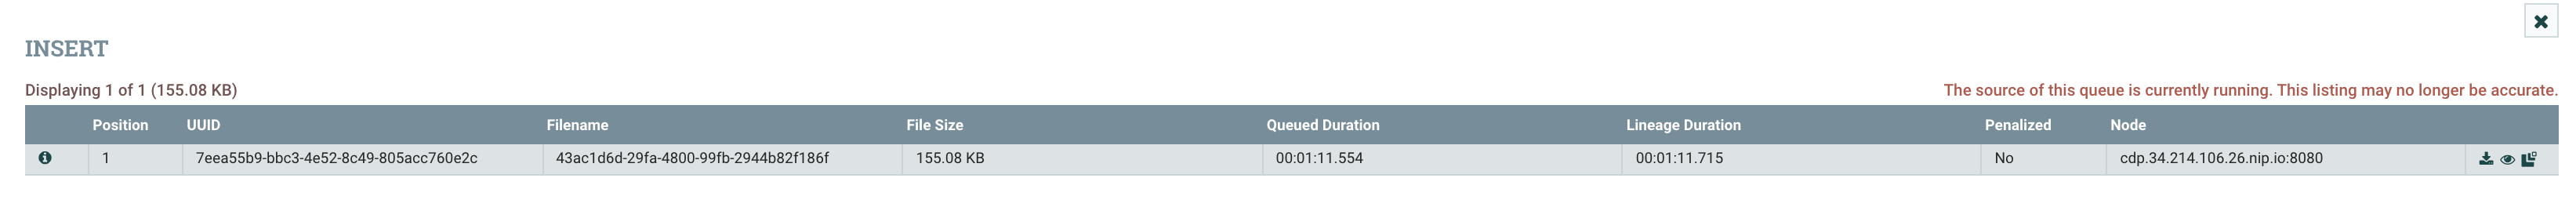 INSERT
Displaying 1 of 1 (155.08 KB) The source of this queue is currently running. This listing may no longer be accurate.
Position UUID Filename File Size Queued Duration Lineage Duration Penalized Node
1 7eea55b9-bbc3-4e52-8c49-805acc760e2c 43ac1d6d-29fa-4800-99fb-2944b82f186f 155.08 KB 00:01:11.554 00:01:11.715 No cdp.34.214.106.26.nip.io:8080